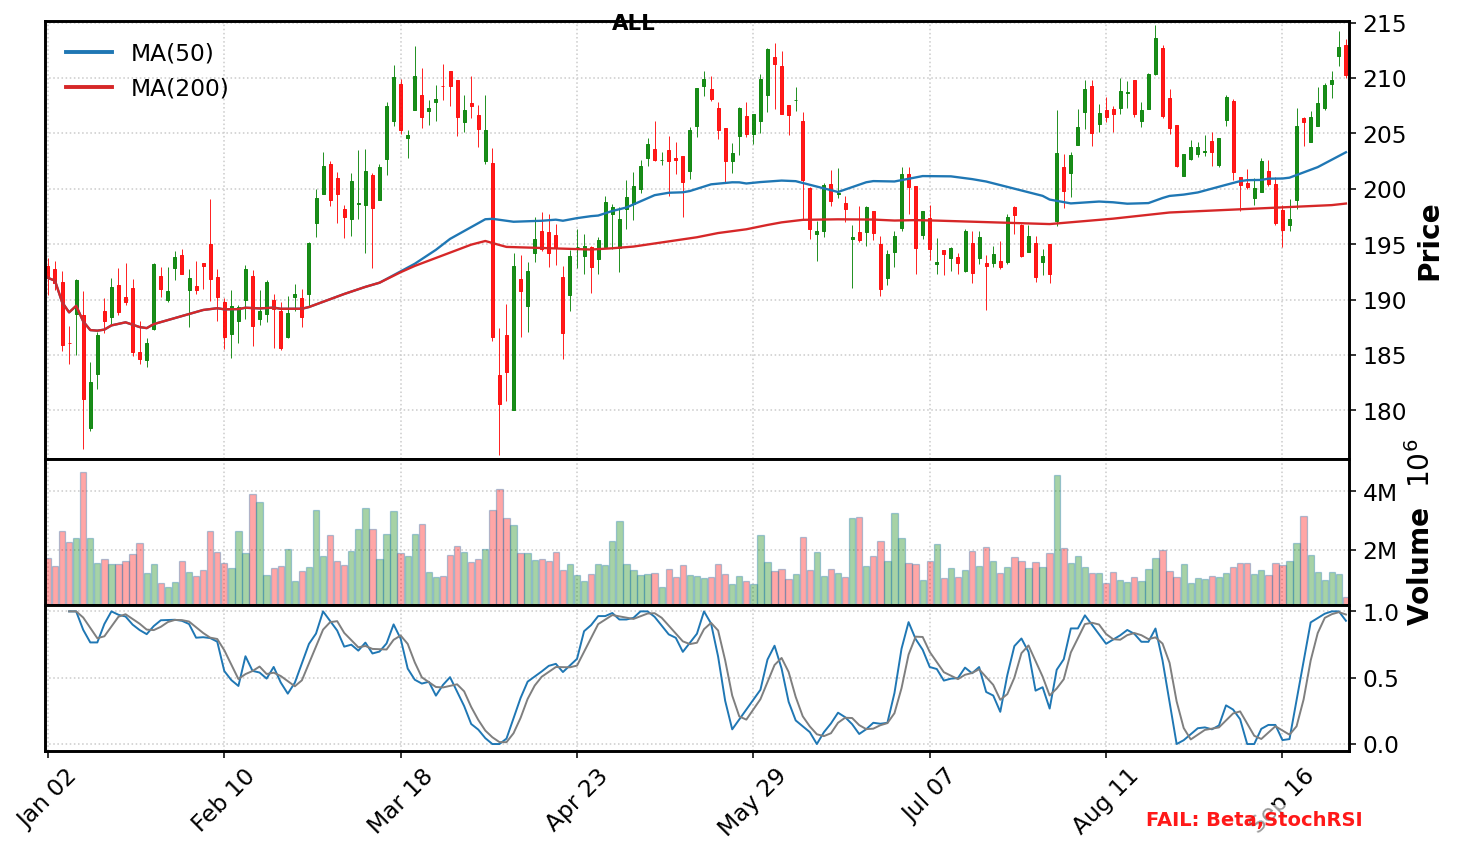 ALL
MA(50)
MA(200)
215
210
205
200
195
190
185
180
Price
4M
2M
Volume 10^6
1.0
0.5
0.0
Jan 02
Feb 10
Mar 18
Apr 23
May 29
Jul 07
Aug 11
Sep 16
FAIL: Beta,StochRSI